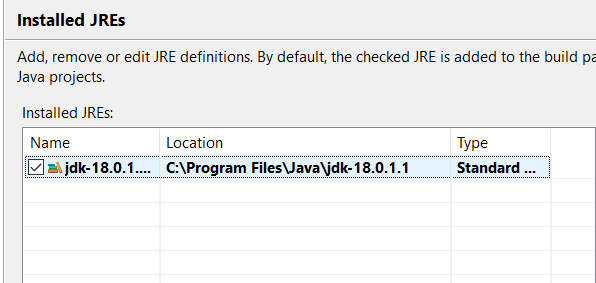 Installed JREs
Add, remove or edit JRE definitions. By default, the checked JRE is added to the build
Java projects.
Installed JREs:
Name Location Type
jdk-18.0.1.... C:\Program Files\Java\jdk-18.0.1.1 Standard ...